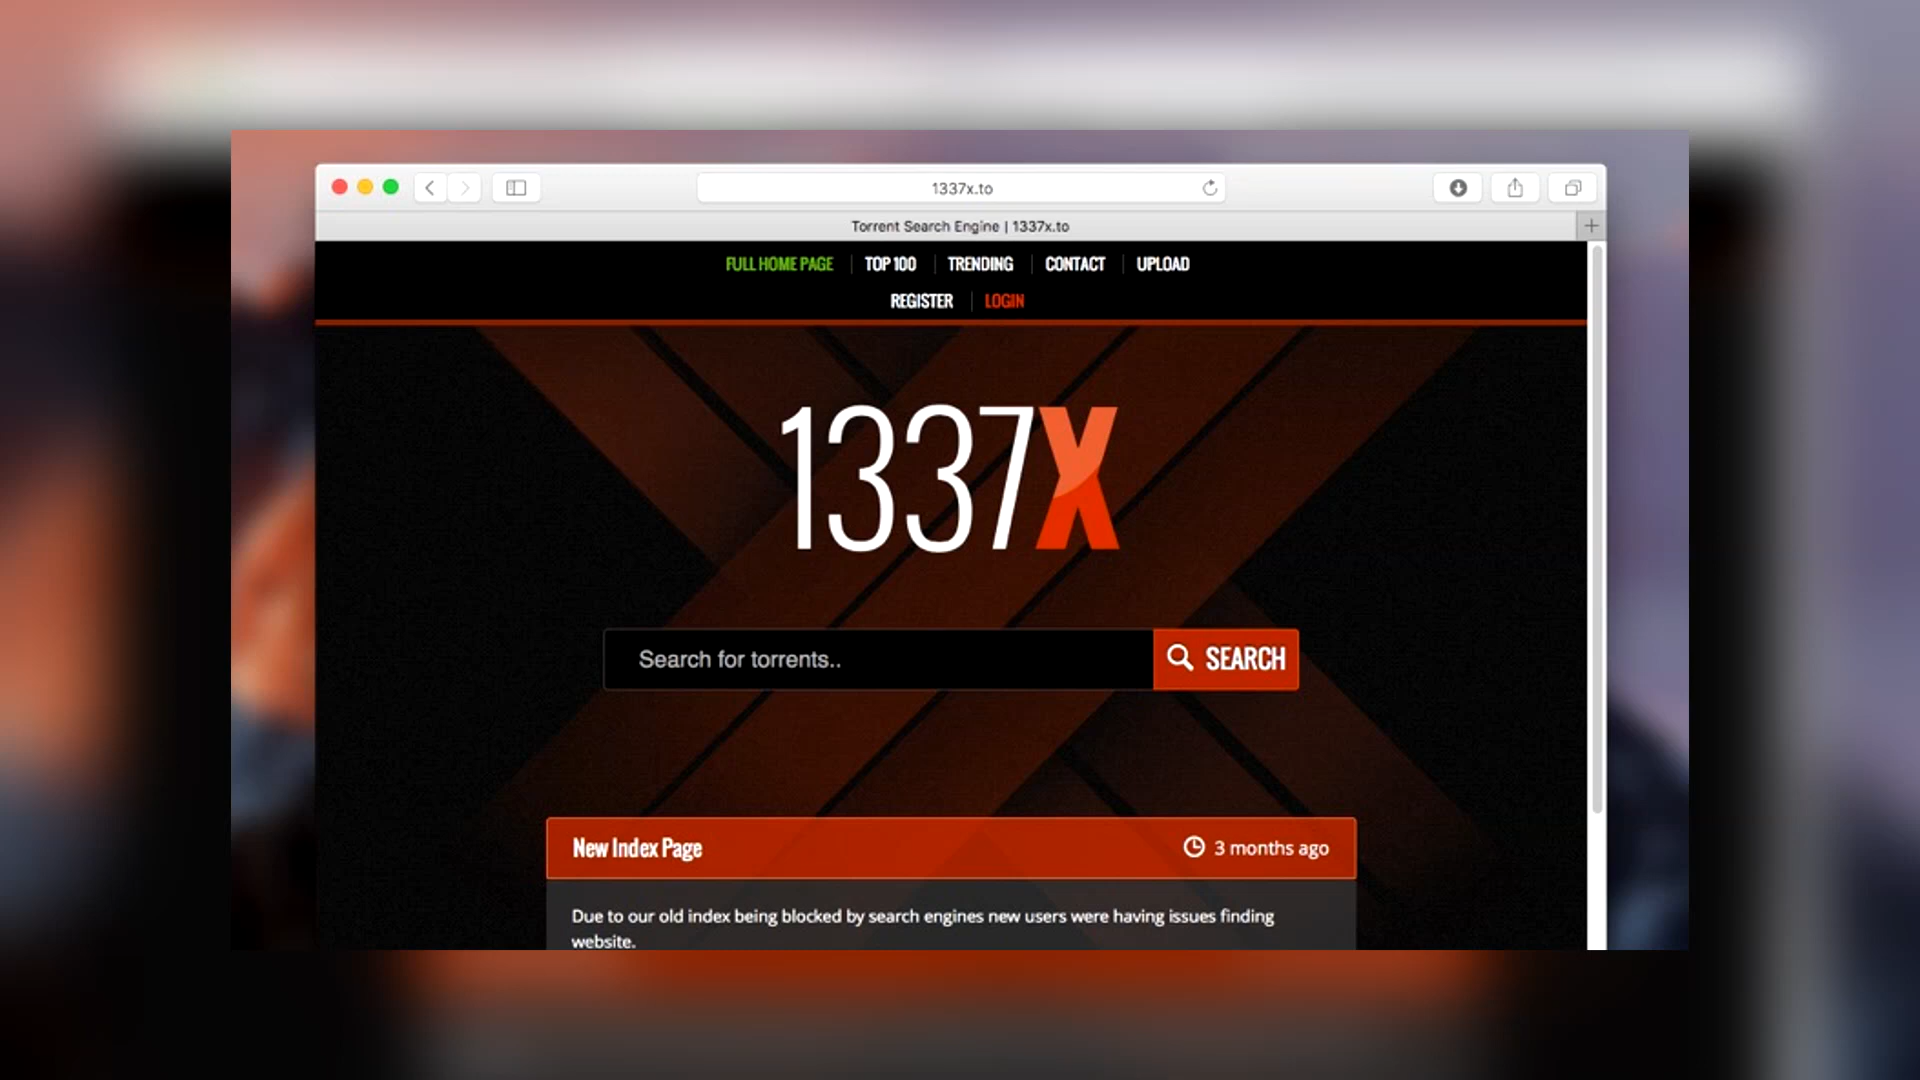 1337x.to
Torrent Search Engine | 1337x.to
FULL HOME PAGE TOP 100 TRENDING CONTACT UPLOAD
REGISTER LOGIN
1337X
Search for torrents.. SEARCH
New Index Page 3 months ago
Due to our old index being blocked by search engines new users were having issues finding
website.